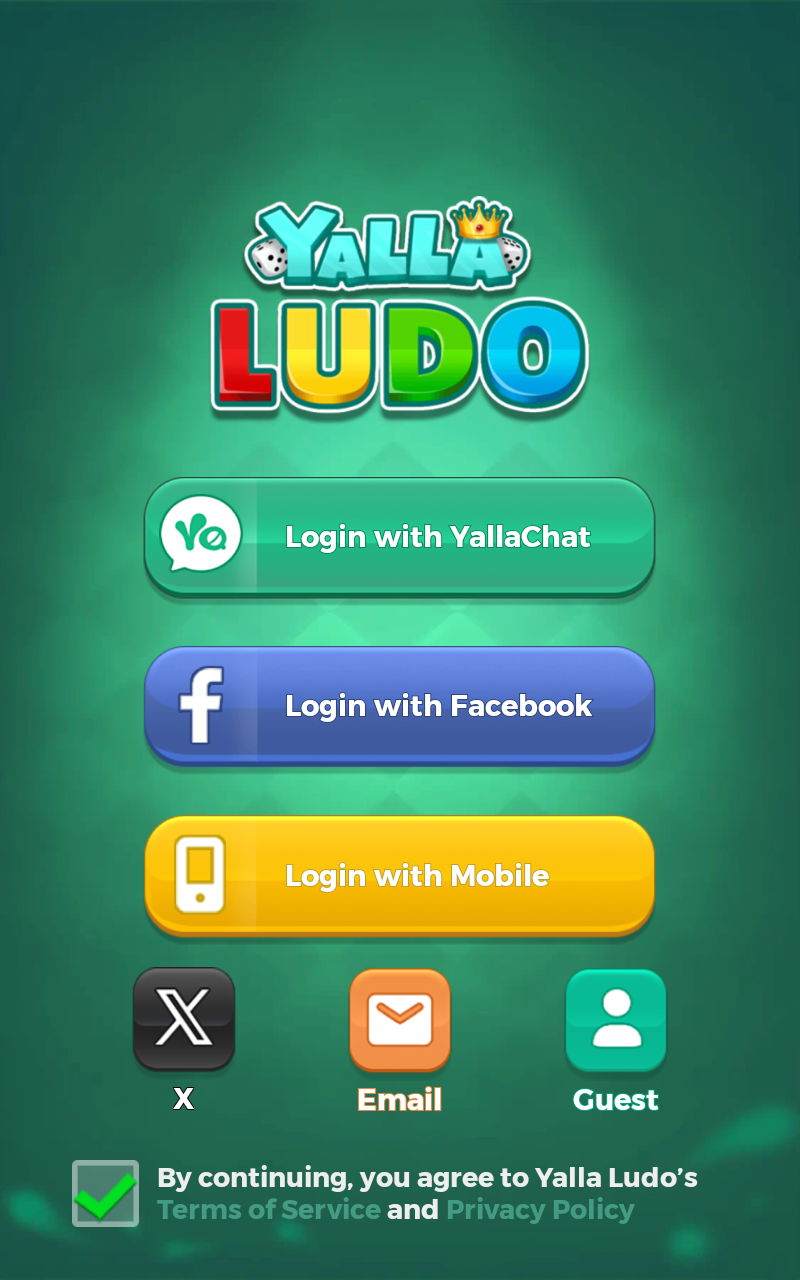 YALLA
LUDO
Login with YallaChat
Login with Facebook
Login with Mobile
X
Email
Guest
By continuing, you agree to Yalla Ludo’s
Terms of Service and Privacy Policy